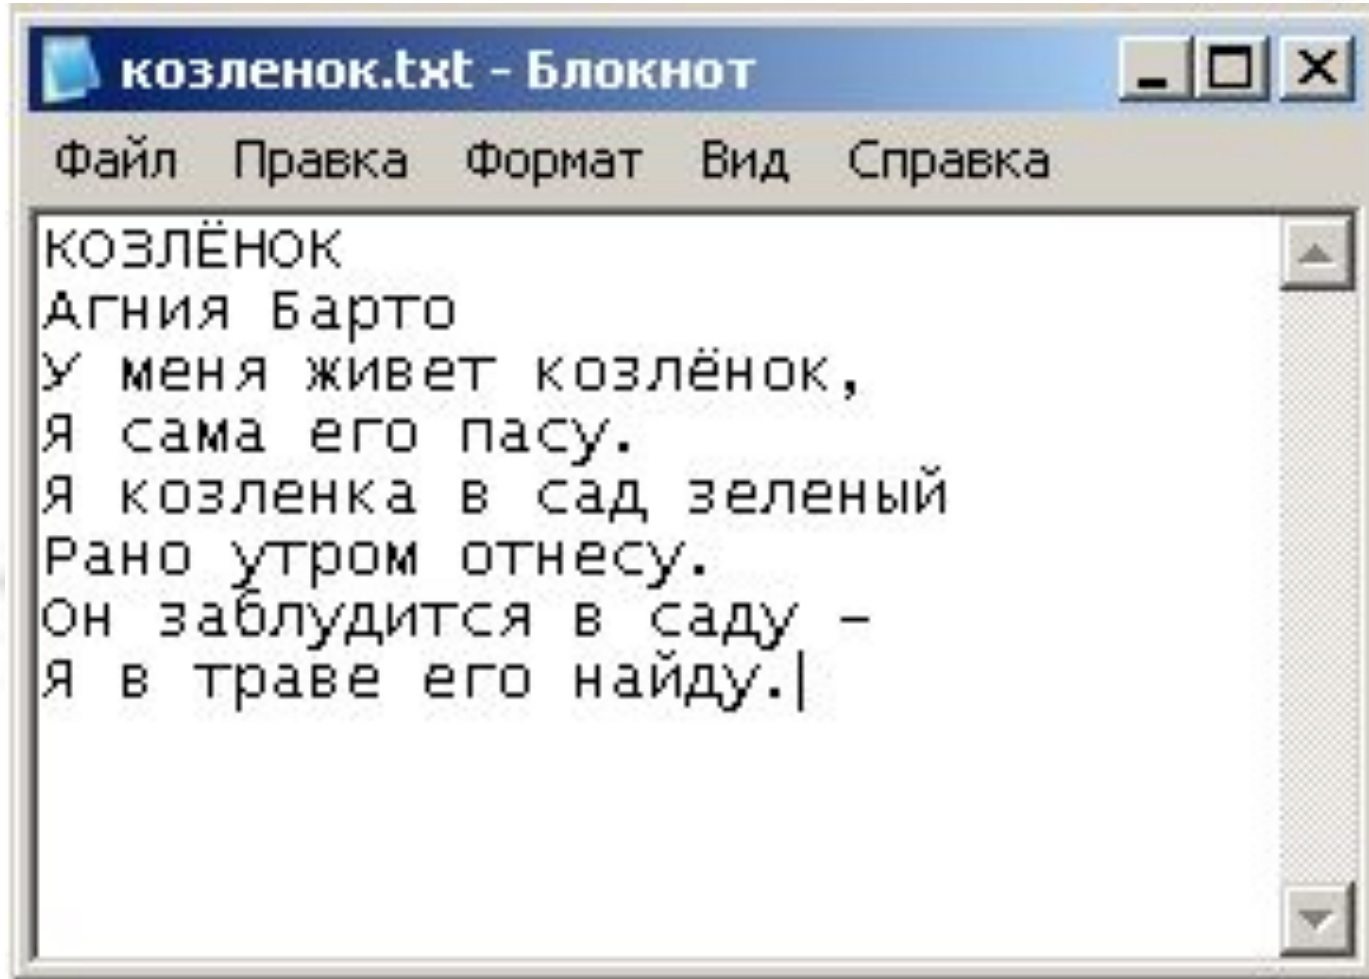 козленок.txt - Блокнот
Файл Правка Формат Вид Справка
КОЗЛЁНОК
Агния Барто
У меня живет козлёнок,
Я сама его пасу.
Я козленка в сад зеленый
Рано утром отнесу.
Он заблудится в саду –
Я в траве его найду.